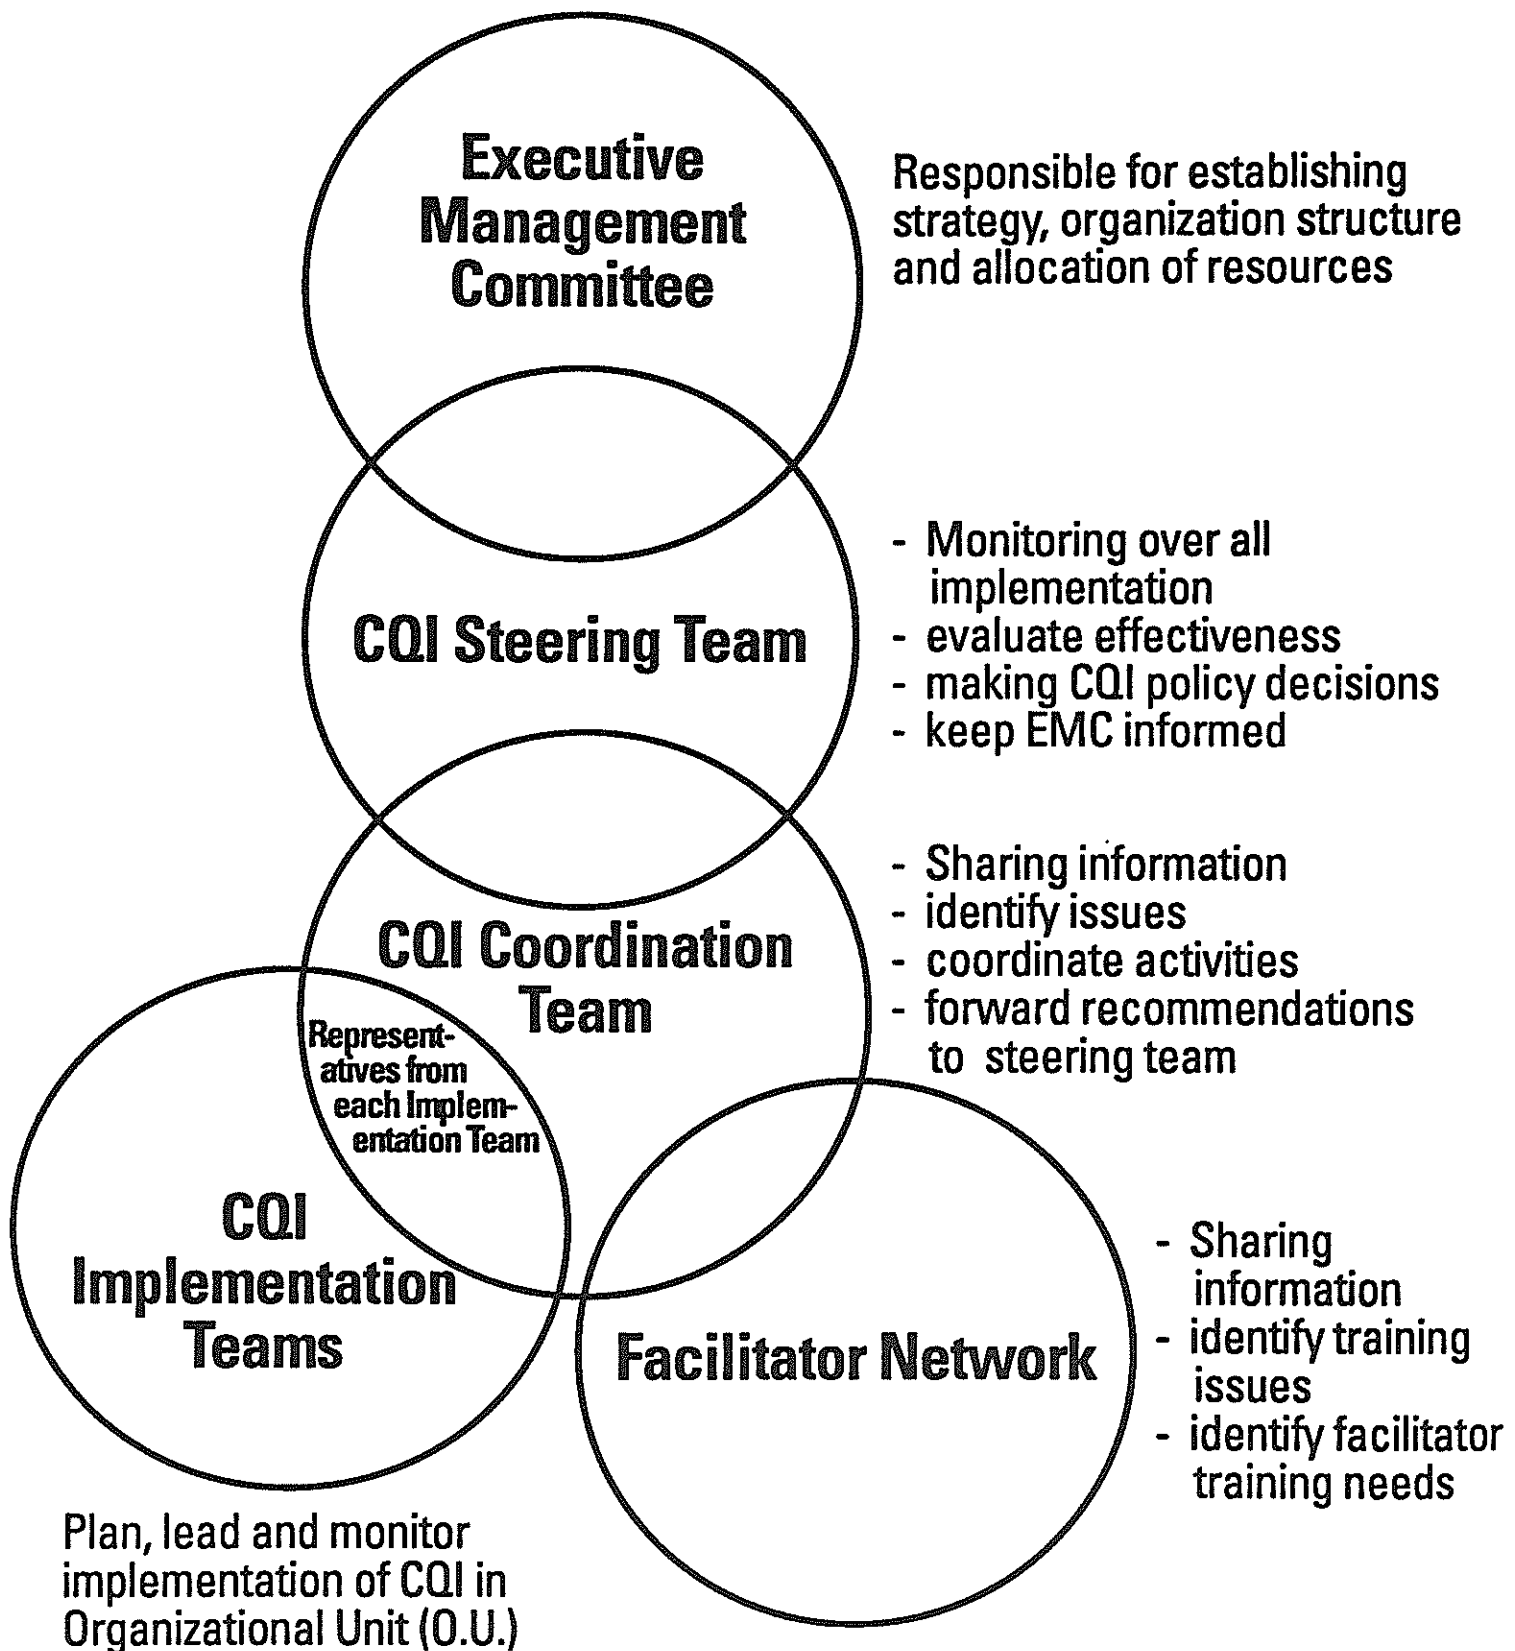 Executive
Management
Committee
Responsible for establishing
strategy, organization structure
and allocation of resources
CQI Steering Team
- Monitoring over all
implementation
- evaluate effectiveness
- making CQI policy decisions
- keep EMC informed
CQI Coordination
Team
- Sharing information
- identify issues
- coordinate activities
- forward recommendations
to steering team
Represent-
atives from
each Implem-
entation Team
CQI
Implementation
Teams
Plan, lead and monitor
implementation of CQI in
Organizational Unit (O.U.)
Facilitator Network
- Sharing
information
- identify training
issues
- identify facilitator
training needs